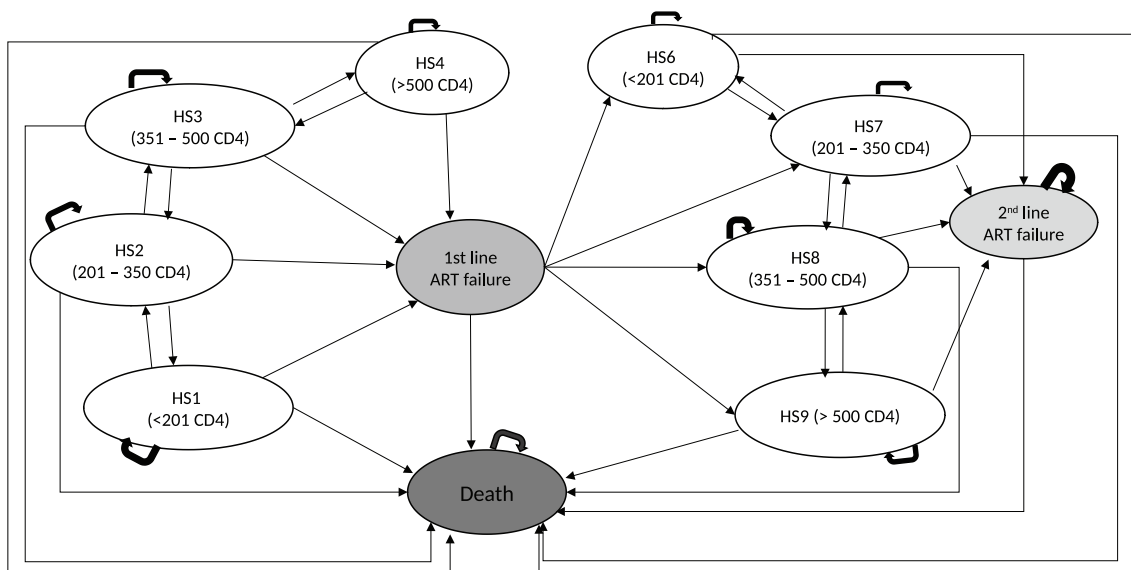 HS4
(>500 CD4)
HS3
(351 – 500 CD4)
HS2
(201 – 350 CD4)
HS1
(<201 CD4)
1st line
ART failure
Death
HS6
(<201 CD4)
HS7
(201 – 350 CD4)
HS8
(351 – 500 CD4)
HS9 (> 500 CD4)
2nd line
ART failure